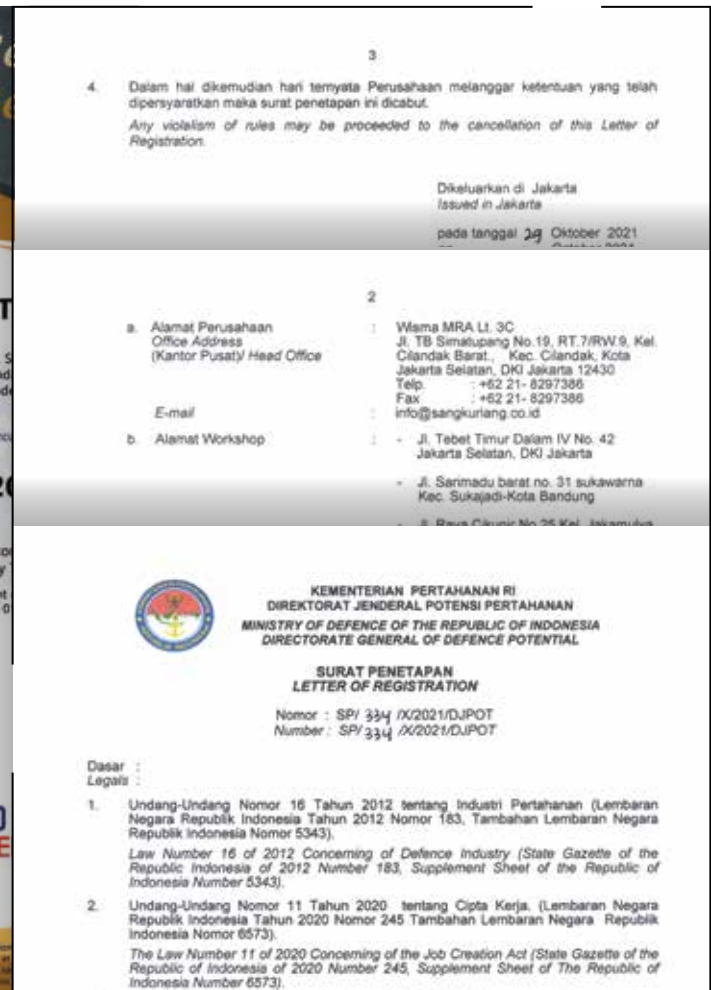 3
4. Dalam hal dikemudian hari ternyata Perusahaan melanggar ketentuan yang telah
dipersyaratkan maka surat penetapan ini dicabut.
Any violalism of rules may be proceeded to the cancellation of this Letter of
Registration.
Dikeluarkan di Jakarta
Issued in Jakarta
pada tanggal 29 Oktober 2021
2
a. Alamat Perusahaan : Wisma MRA Lt. 3C
Office Address Jl. TB Simatupang No.19, RT.7/RW.9, Kel.
(Kantor Pusat)/ Head Office Cilandak Barat., Kec. Cilandak, Kota
Jakarta Selatan, DKI Jakarta 12430
Telp. : +62 21- 8297386
Fax : +62 21- 8297386
E-mail : info@sangkuriang.co.id
b. Alamat Workshop : - Jl. Tebet Timur Dalam IV No. 42
Jakarta Selatan, DKI Jakarta
- Jl. Sarimadu barat no. 31 sukawarna
Kec. Sukajadi-Kota Bandung
- Jl. Raya Cikunir No.25 Kel. Jakamulya
KEMENTERIAN PERTAHANAN RI
DIREKTORAT JENDERAL POTENSI PERTAHANAN
MINISTRY OF DEFENCE OF THE REPUBLIC OF INDONESIA
DIRECTORATE GENERAL OF DEFENCE POTENTIAL
SURAT PENETAPAN
LETTER OF REGISTRATION
Nomor : SP/ 334 /X/2021/DJPOT
Number : SP/ 334 /X/2021/DJPOT
Dasar :
Legals :
1. Undang-Undang Nomor 16 Tahun 2012 tentang Industri Pertahanan (Lembaran
Negara Republik Indonesia Tahun 2012 Nomor 183, Tambahan Lembaran Negara
Republik Indonesia Nomor 5343).
Law Number 16 of 2012 Concerning of Defence Industry (State Gazette of the
Republic Indonesia of 2012 Number 183, Supplement Sheet of the Republic of
Indonesia Number 5343).
2. Undang-Undang Nomor 11 Tahun 2020 tentang Cipta Kerja, (Lembaran Negara
Republik Indonesia Tahun 2020 Nomor 245 Tambahan Lembaran Negara Republik
Indonesia Nomor 6573).
The Law Number 11 of 2020 Concerning of the Job Creation Act (State Gazette of the
Republic of Indonesia of 2020 Number 245, Supplement Sheet of The Republic of
Indonesia Number 6573).